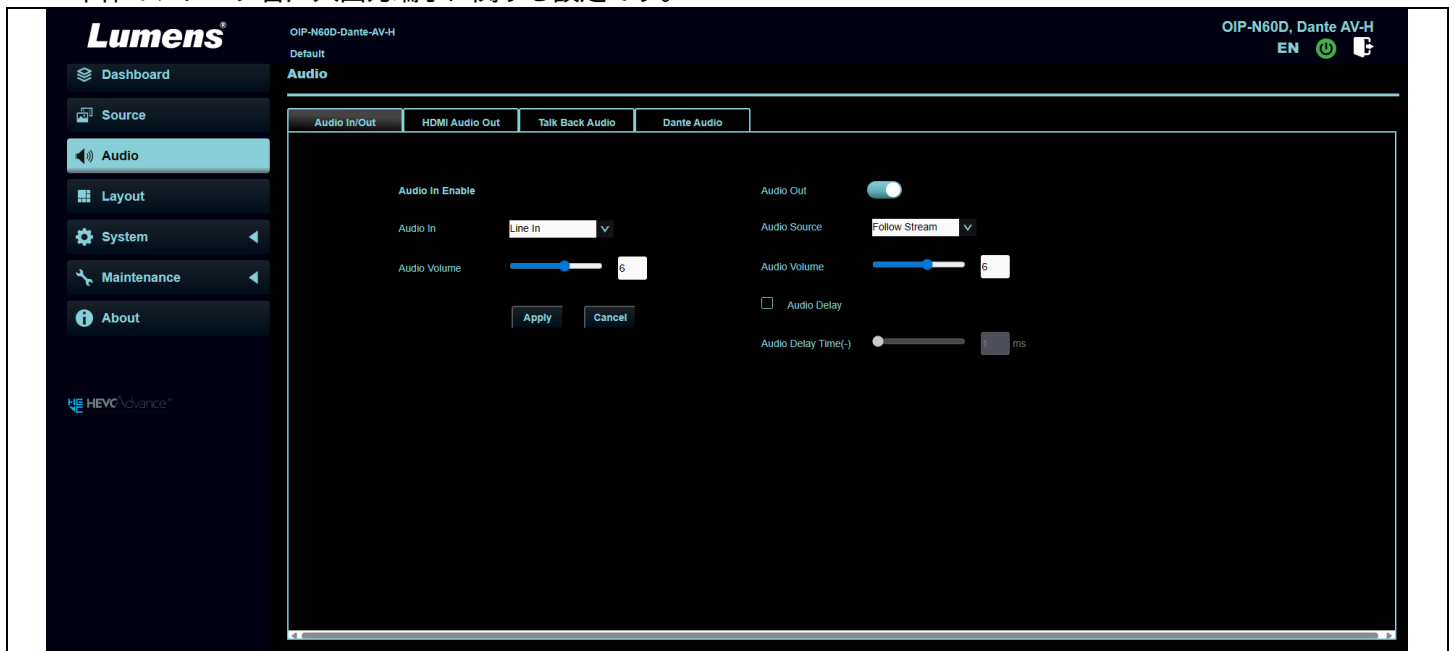 Lumens®
OIP-N60D-Dante-AV-H
Default
OIP-N60D, Dante AV-H
EN
Dashboard
Source
Audio
Layout
System
Maintenance
About
HEVC Advance™
Audio
Audio In/Out
HDMI Audio Out
Talk Back Audio
Dante Audio
Audio In Enable
Audio In
Line In
Audio Volume
6
Apply
Cancel
Audio Out
Audio Source
Follow Stream
Audio Volume
6
Audio Delay
Audio Delay Time(-)
1
ms